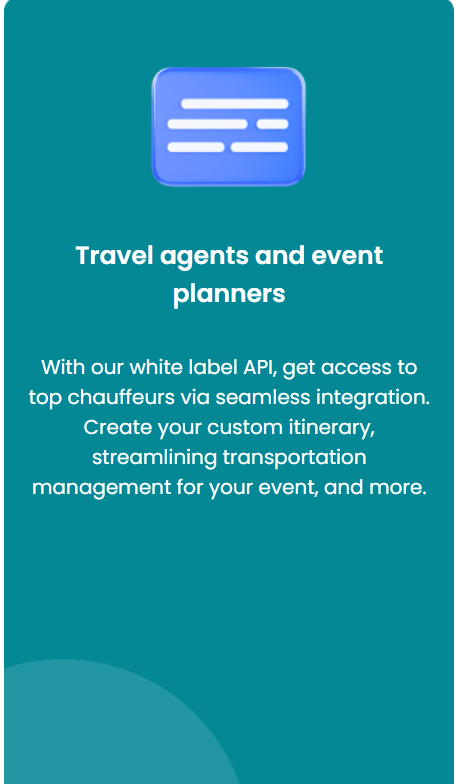 Travel agents and event
planners
With our white label API, get access to
top chauffeurs via seamless integration.
Create your custom itinerary,
streamlining transportation
management for your event, and more.